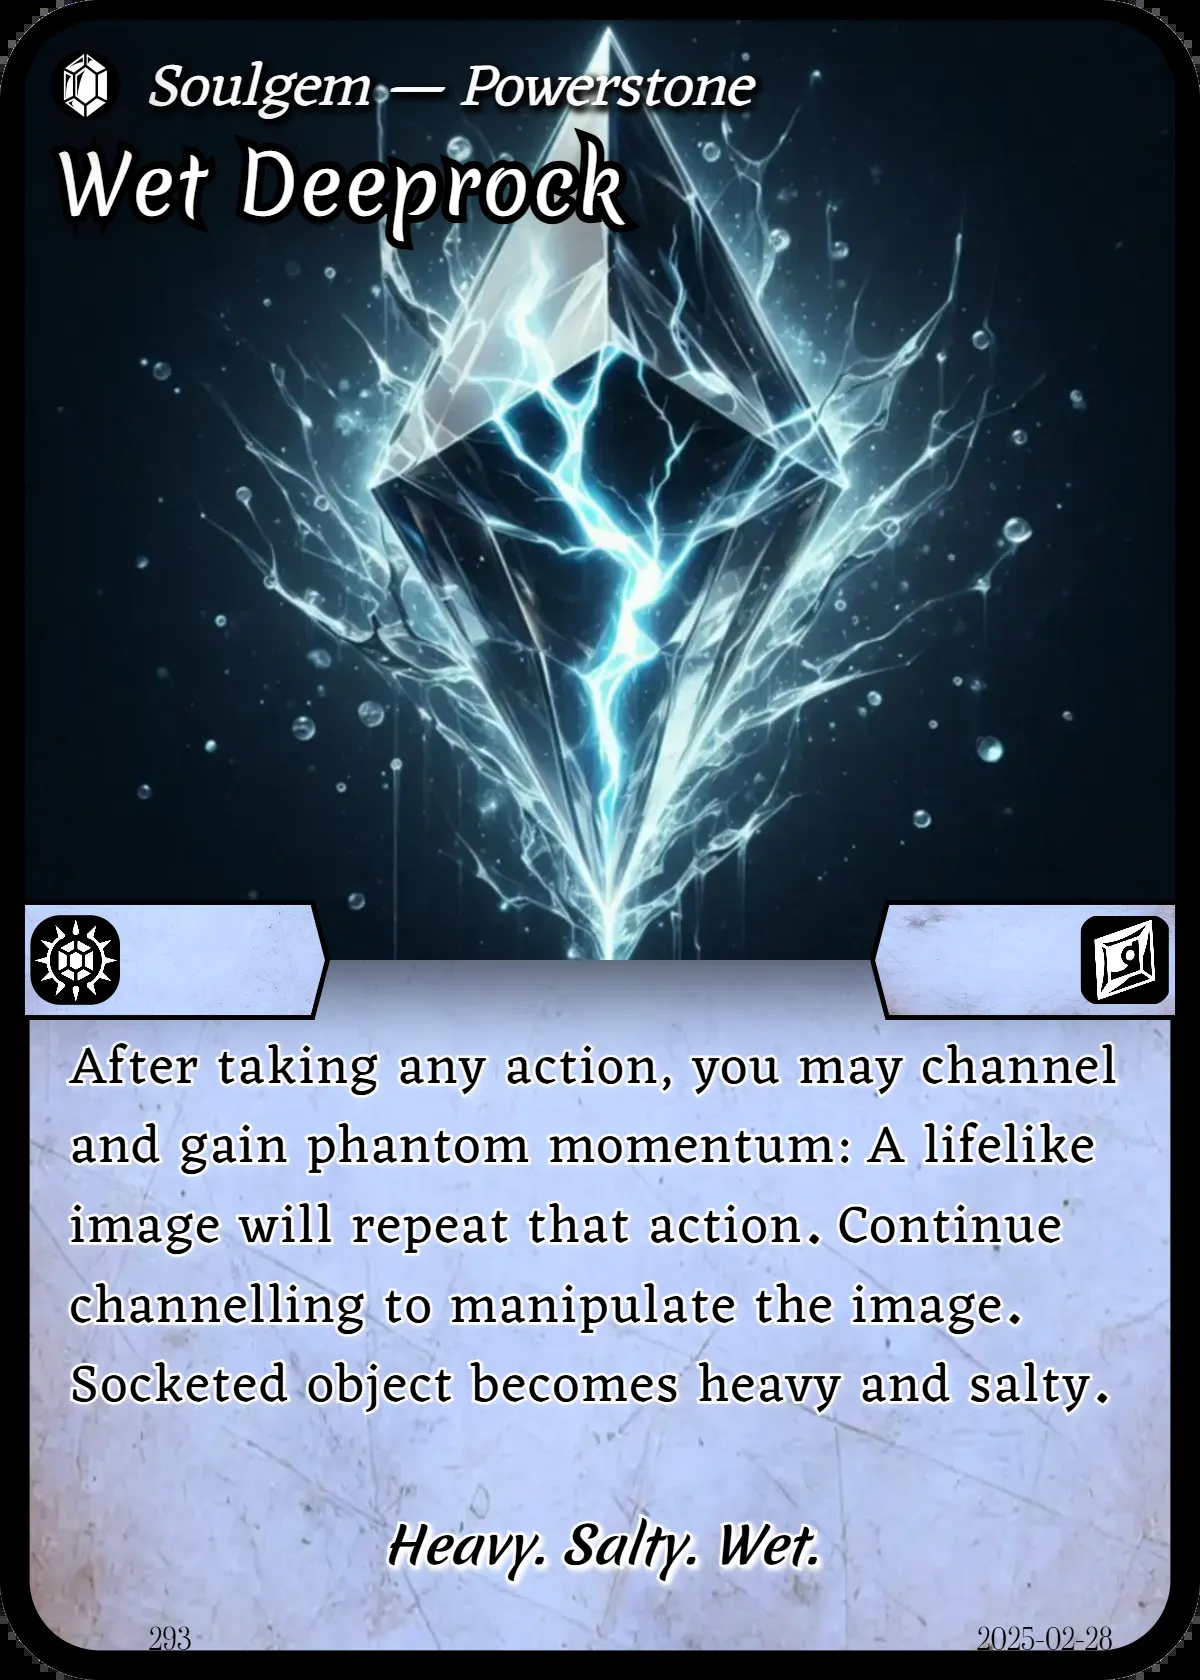 Soulgem — Powerstone
Wet Deeprock
After taking any action, you may channel
and gain phantom momentum: A lifelike
image will repeat that action. Continue
channelling to manipulate the image.
Socketed object becomes heavy and salty.
Heavy. Salty. Wet.
293
2025-02-28